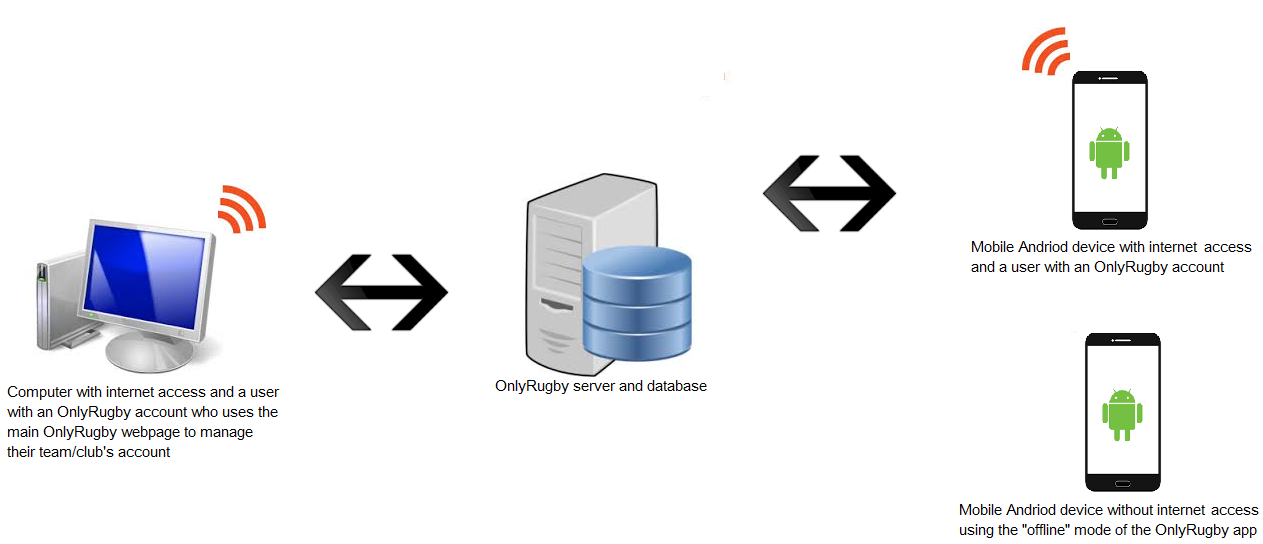 Mobile Andriod device with internet access
and a user with an OnlyRugby account
Computer with internet access and a user
with an OnlyRugby account who uses the
main OnlyRugby webpage to manage
their team/club's account
OnlyRugby server and database
Mobile Andriod device without internet access
using the "offline" mode of the OnlyRugby app